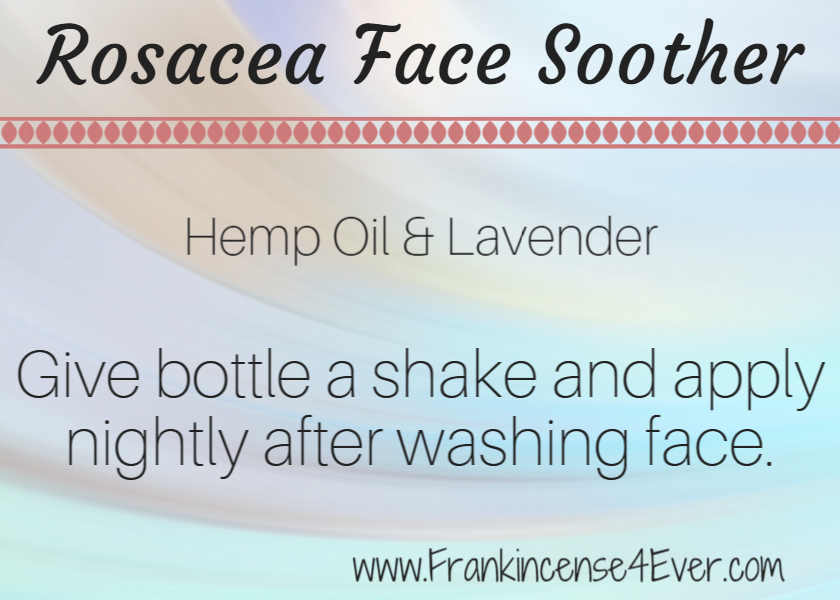 Rosacea Face Soother
Hemp Oil & Lavender
Give bottle a shake and apply
nightly after washing face.
www.Frankincense4Ever.com